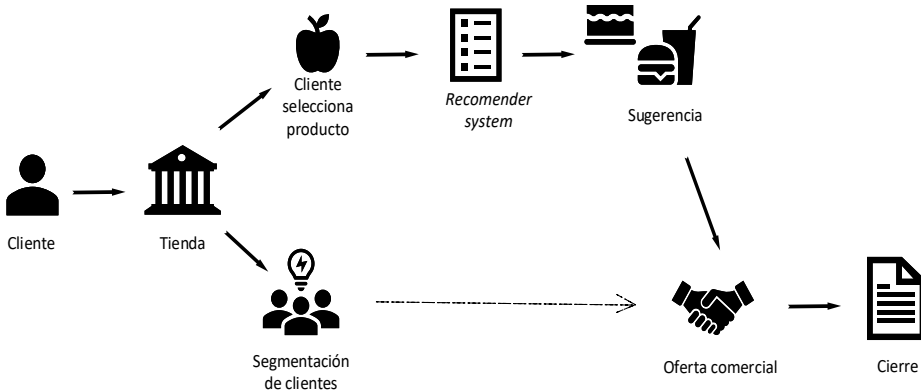 Cliente
selecciona
producto
Recomender
system
Sugerencia
Cliente
Tienda
Segmentación
de clientes
Oferta comercial
Cierre